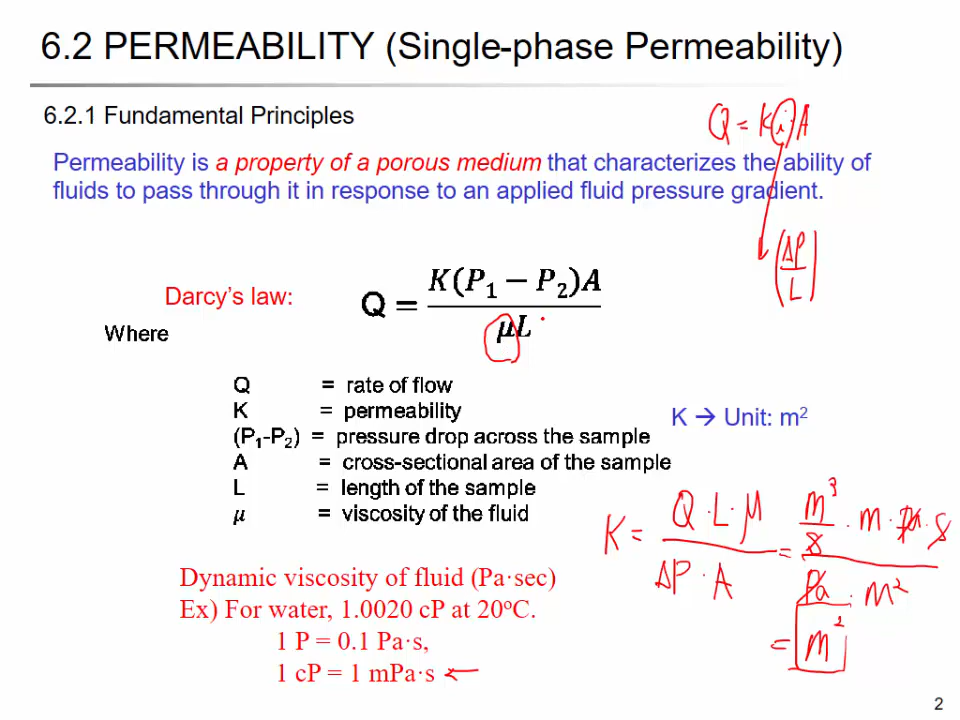 6.2 PERMEABILITY (Single-phase Permeability)
6.2.1 Fundamental Principles
Q = K i A
Permeability is a property of a porous medium that characterizes the ability of
fluids to pass through it in response to an applied fluid pressure gradient.
(ΔP/L)
Darcy's law: Q = K(P₁ − P₂)A / μL
Where
Q = rate of flow
K = permeability
(P₁-P₂) = pressure drop across the sample
A = cross-sectional area of the sample
L = length of the sample
μ = viscosity of the fluid
K → Unit: m²
K = Q · L · μ / ΔP · A = m³/s · m · Pa · s / Pa · m²
= m²
Dynamic viscosity of fluid (Pa·sec)
Ex) For water, 1.0020 cP at 20°C.
1 P = 0.1 Pa·s,
1 cP = 1 mPa·s ←
2